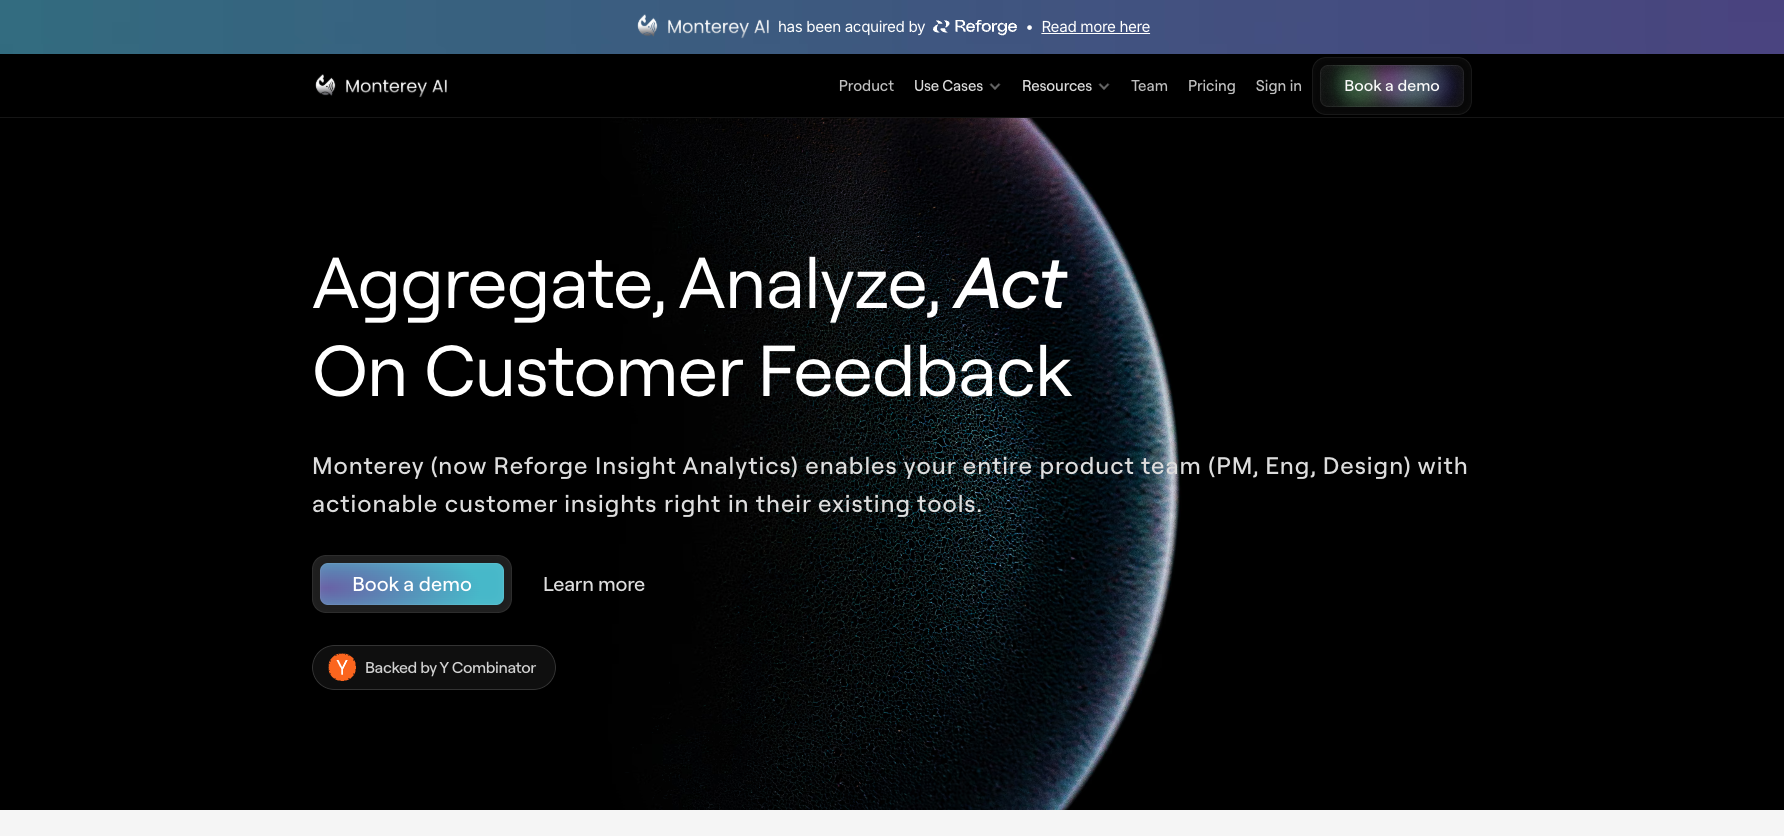 Monterey AI has been acquired by Reforge • Read more here
Monterey AI Product Use Cases Resources Team Pricing Sign in Book a demo
Aggregate, Analyze, Act
On Customer Feedback
Monterey (now Reforge Insight Analytics) enables your entire product team (PM, Eng, Design) with
actionable customer insights right in their existing tools.
Book a demo Learn more
Y Backed by Y Combinator